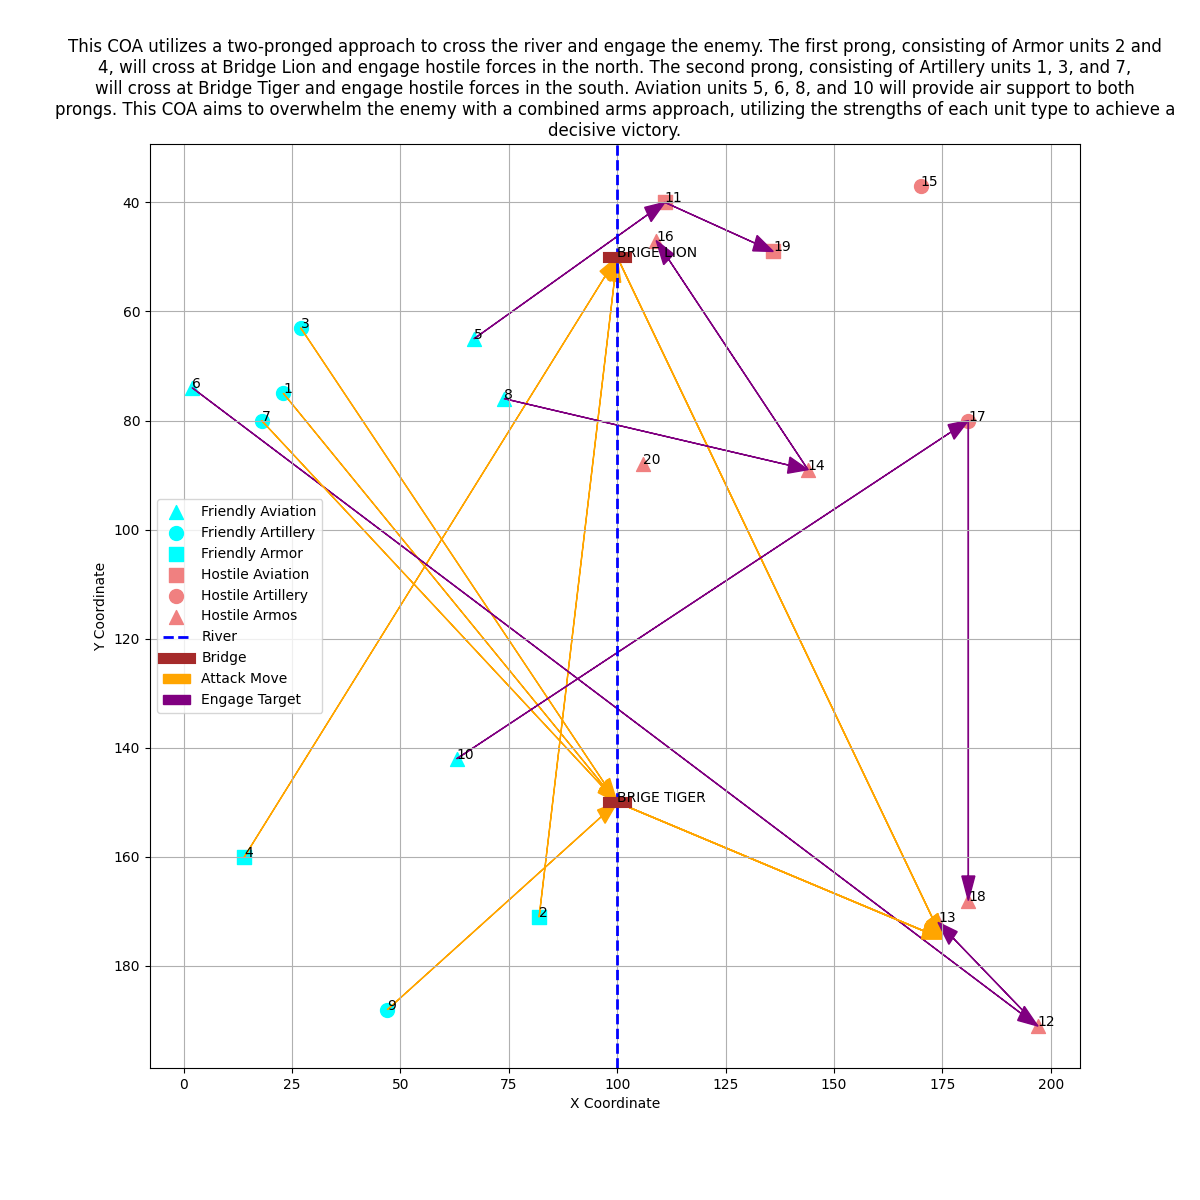 This COA utilizes a two-pronged approach to cross the river and engage the enemy. The first prong, consisting of Armor units 2 and
4, will cross at Bridge Lion and engage hostile forces in the north. The second prong, consisting of Artillery units 1, 3, and 7,
will cross at Bridge Tiger and engage hostile forces in the south. Aviation units 5, 6, 8, and 10 will provide air support to both
prongs. This COA aims to overwhelm the enemy with a combined arms approach, utilizing the strengths of each unit type to achieve a
decisive victory.
15
11
40
16
19
BRIGE LION
60
3
5
6
1
8
7
17
80
20
14
100
Friendly Aviation
Friendly Artillery
Friendly Armor
Hostile Aviation
Hostile Artillery
Hostile Armos
River
Bridge
Attack Move
Engage Target
Y Coordinate
120
140
10
BRIGE TIGER
4
160
18
2
13
180
9
12
0
25
50
75
100
125
150
175
200
X Coordinate